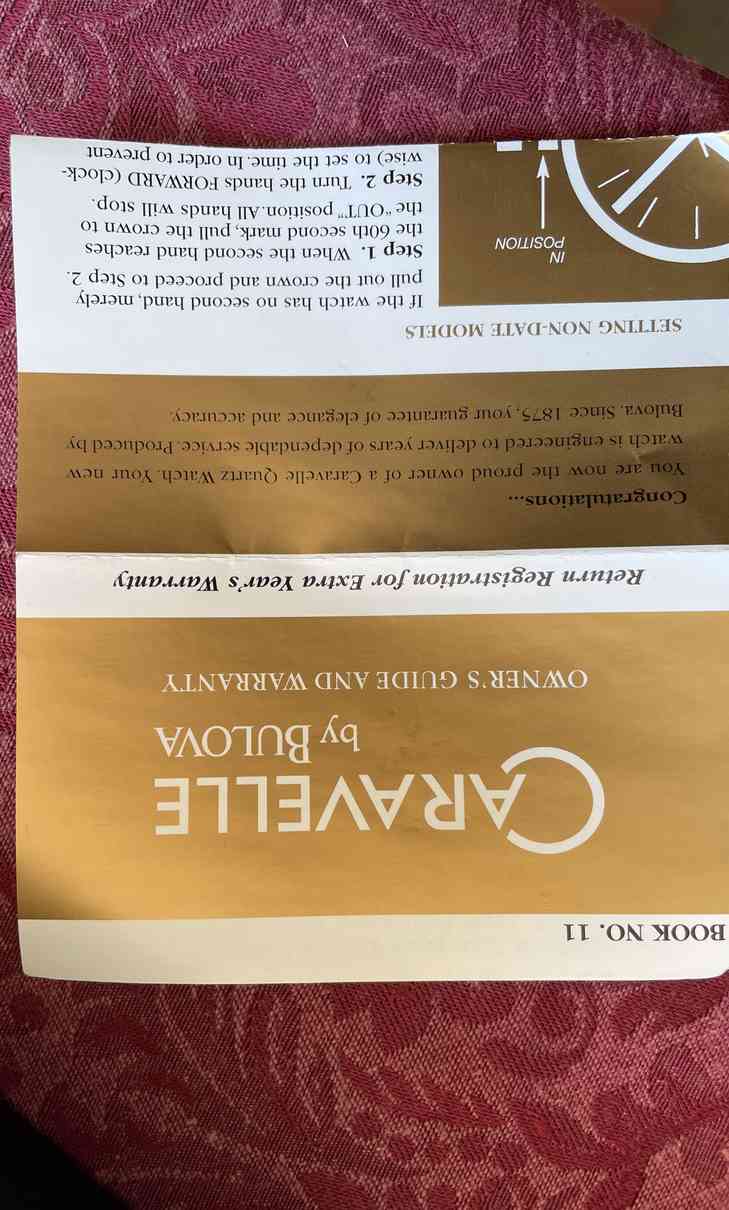 BOOK NO. 11
CARAVELLE
by BULOVA
OWNER'S GUIDE AND WARRANTY
Return Registration for Extra Year's Warranty
Congratulations...
You are now the proud owner of a Caravelle Quartz Watch. Your new
watch is engineered to deliver years of dependable service. Produced by
Bulova. Since 1875, your guarantee of elegance and accuracy.
SETTING NON-DATE MODELS
IN
POSITION
If the watch has no second hand, merely
pull out the crown and proceed to Step 2.
Step 1. When the second hand reaches
the 60th second mark, pull the crown to
the "OUT" position. All hands will stop.
Step 2. Turn the hands FORWARD (clock-
wise) to set the time. In order to prevent